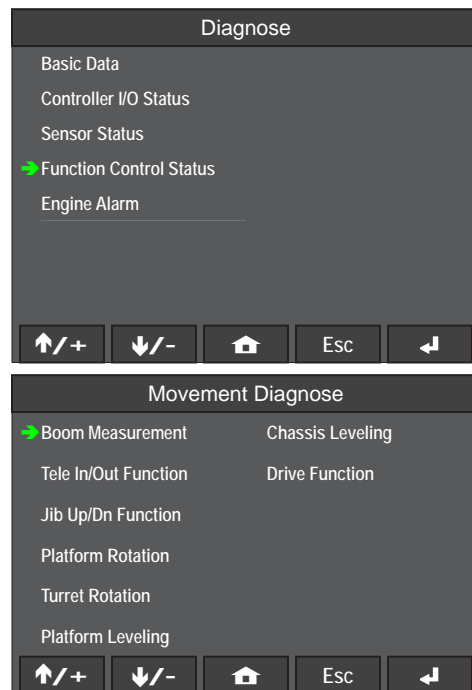 Diagnose
Basic Data
Controller I/O Status
Sensor Status
Function Control Status
Engine Alarm
↑/+ ↓/- Esc
Movement Diagnose
Boom Measurement Chassis Leveling
Tele In/Out Function Drive Function
Jib Up/Dn Function
Platform Rotation
Turret Rotation
Platform Leveling
↑/+ ↓/- Esc